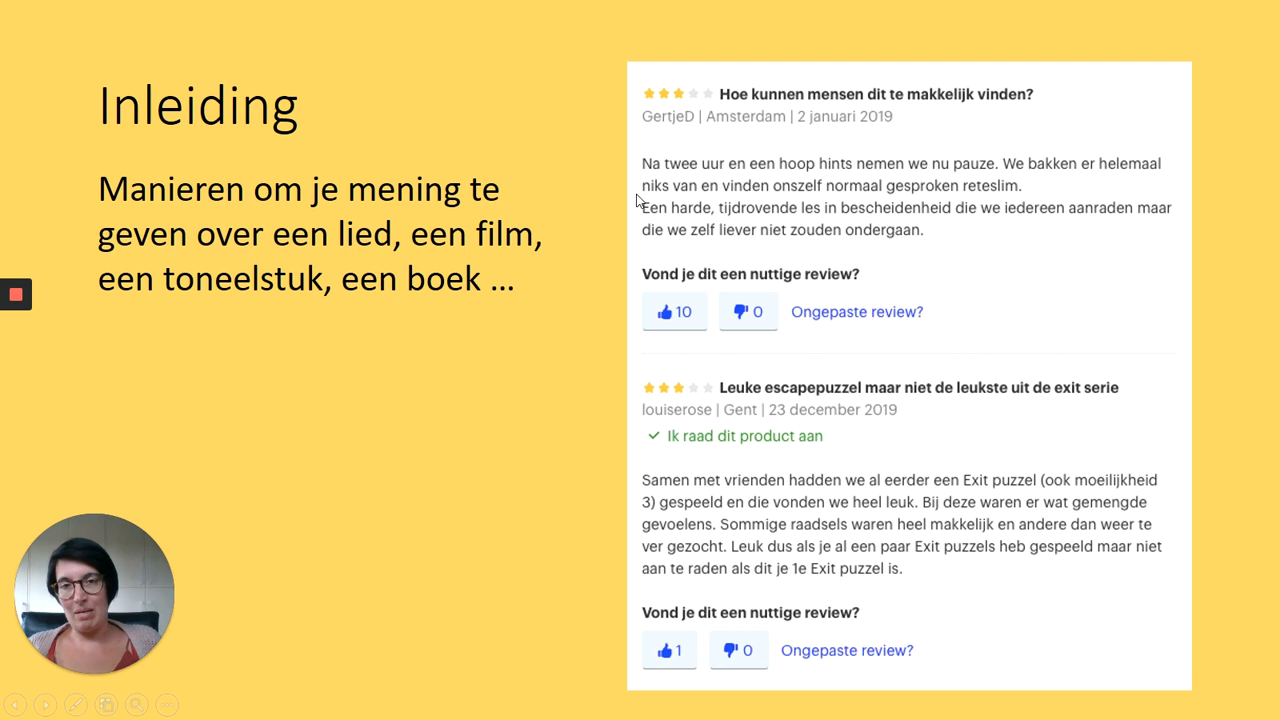 Inleiding
Manieren om je mening te
geven over een lied, een film,
een toneelstuk, een boek ...
Hoe kunnen mensen dit te makkelijk vinden?
GertjeD | Amsterdam | 2 januari 2019
Na twee uur en een hoop hints nemen we nu pauze. We bakken er helemaal
niks van en vinden onszelf normaal gesproken reteslim.
Een harde, tijdrovende les in bescheidenheid die we iedereen aanraden maar
die we zelf liever niet zouden ondergaan.
Vond je dit een nuttige review?
10 0 Ongepaste review?
Leuke escapepuzzel maar niet de leukste uit de exit serie
louiserose | Gent | 23 december 2019
Ik raad dit product aan
Samen met vrienden hadden we al eerder een Exit puzzel (ook moeilijkheid
3) gespeeld en die vonden we heel leuk. Bij deze waren er wat gemengde
gevoelens. Sommige raadsels waren heel makkelijk en andere dan weer te
ver gezocht. Leuk dus als je al een paar Exit puzzels heb gespeeld maar niet
aan te raden als dit je 1e Exit puzzel is.
Vond je dit een nuttige review?
1 0 Ongepaste review?